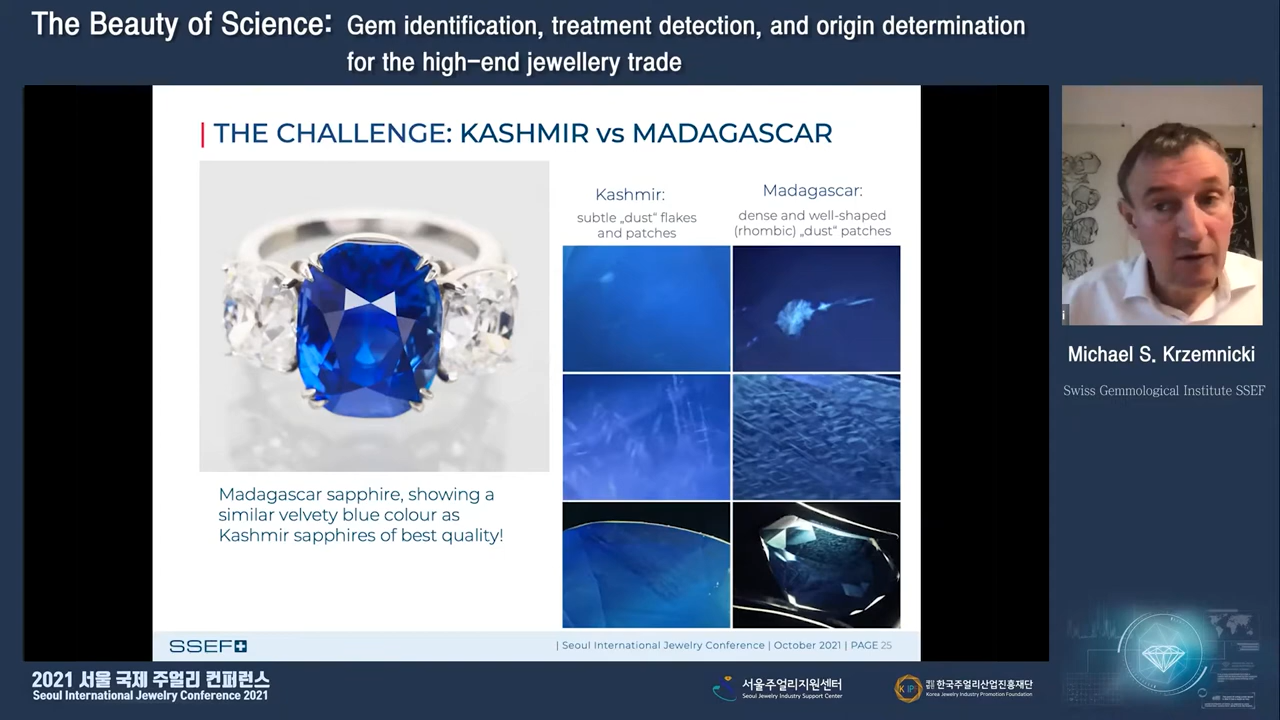 The Beauty of Science: Gem identification, treatment detection, and origin determination
for the high-end jewellery trade
| THE CHALLENGE: KASHMIR vs MADAGASCAR
Kashmir:
subtle „dust“ flakes
and patches
Madagascar:
dense and well-shaped
(rhombic) „dust“ patches
Madagascar sapphire, showing a
similar velvety blue colour as
Kashmir sapphires of best quality!
SSEF
| Seoul International Jewelry Conference | October 2021 | PAGE 25
i
Michael S. Krzemnicki
Swiss Gemmological Institute SSEF
2021 서울 국제 주얼리 컨퍼런스
Seoul International Jewelry Conference 2021
서울주얼리지원센터
Seoul Jewelry Industry Support Center
한국주얼리산업진흥재단
Korea Jewelry Industry Promotion Foundation